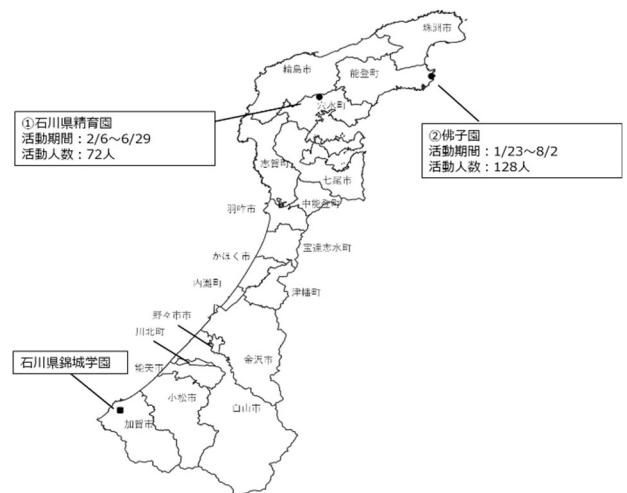 珠洲市
輪島市
能登町
穴水町
①石川県精育園
活動期間：2/6～6/29
活動人数：72人
②佛子園
活動期間：1/23～8/2
活動人数：128人
志賀町
七尾市
羽咋市
中能登町
宝達志水町
かほく市
内灘町
津幡町
野々市市
川北町
金沢市
石川県錦城学園
能美市
小松市
白山市
加賀市